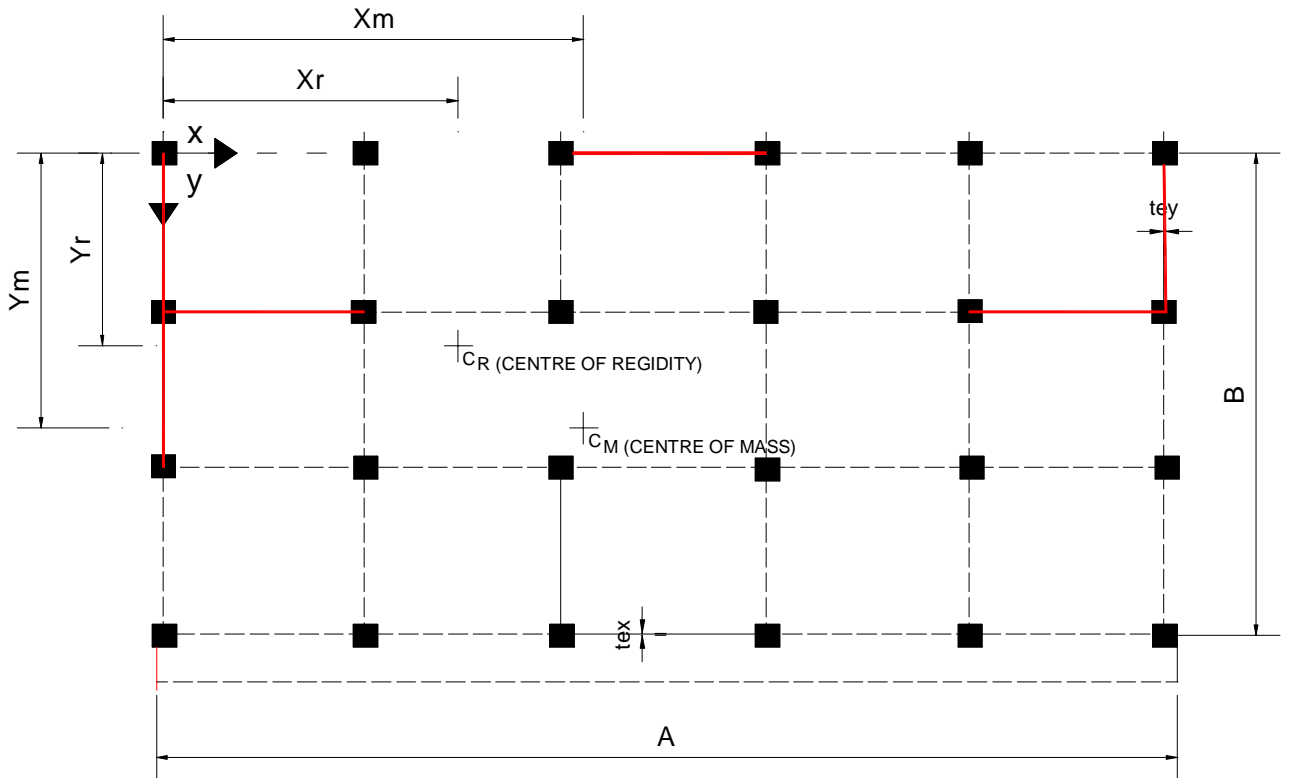 Xm
Xr
x
y
tey
Yr
Ym
CR (CENTRE OF REGIDITY)
B
CM (CENTRE OF MASS)
tex
A